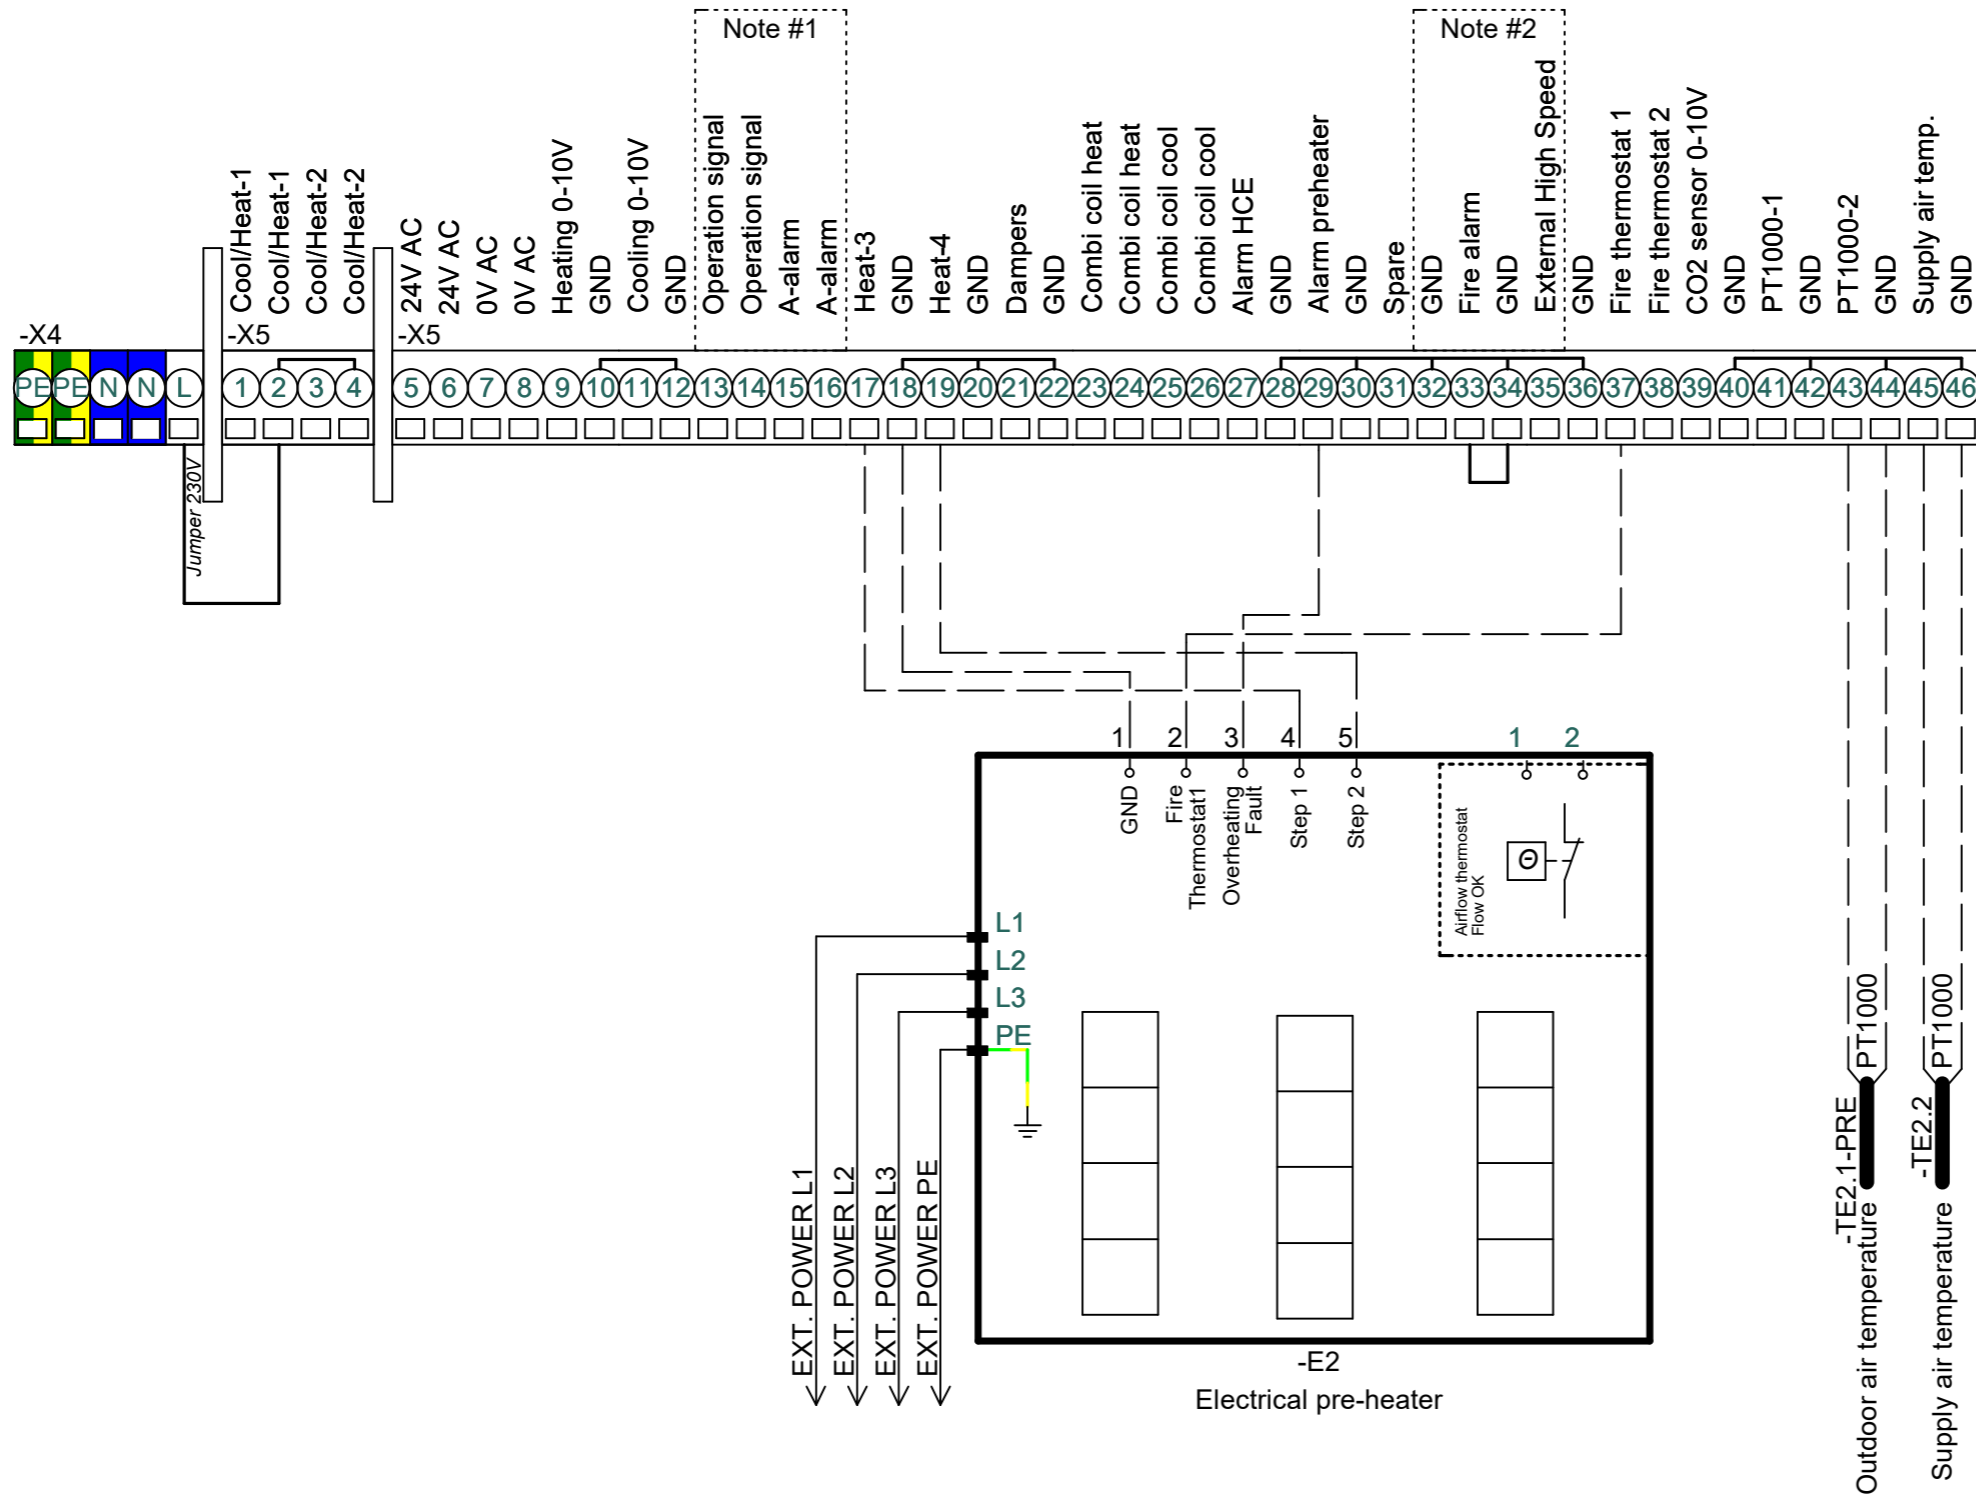 Note #1
Note #2
Cool/Heat-1
Cool/Heat-1
Cool/Heat-2
Cool/Heat-2
24V AC
24V AC
0V AC
0V AC
Heating 0-10V
GND
Cooling 0-10V
GND
Operation signal
Operation signal
A-alarm
A-alarm
Heat-3
GND
Heat-4
GND
Dampers
GND
Combi coil heat
Combi coil heat
Combi coil cool
Combi coil cool
Alarm HCE
GND
Alarm preheater
GND
Spare
GND
Fire alarm
GND
External High Speed
GND
Fire thermostat 1
Fire thermostat 2
CO2 sensor 0-10V
GND
PT1000-1
GND
PT1000-2
GND
Supply air temp.
GND
-X4
-X5
-X5
PE PE N N L 1 2 3 4 5 6 7 8 9 10 11 12 13 14 15 16 17 18 19 20 21 22 23 24 25 26 27 28 29 30 31 32 33 34 35 36 37 38 39 40 41 42 43 44 45 46
Jumper 230V
1 2 3 4 5 1 2
GND
Fire
Thermostat1
Overheating
Fault
Step 1
Step 2
Airflow thermostat
Flow OK
Θ
L1
L2
L3
PE
EXT. POWER L1
EXT. POWER L2
EXT. POWER L3
EXT. POWER PE
-E2
Electrical pre-heater
PT1000
-TE2.1-PRE
Outdoor air temperature
PT1000
-TE2.2
Supply air temperature